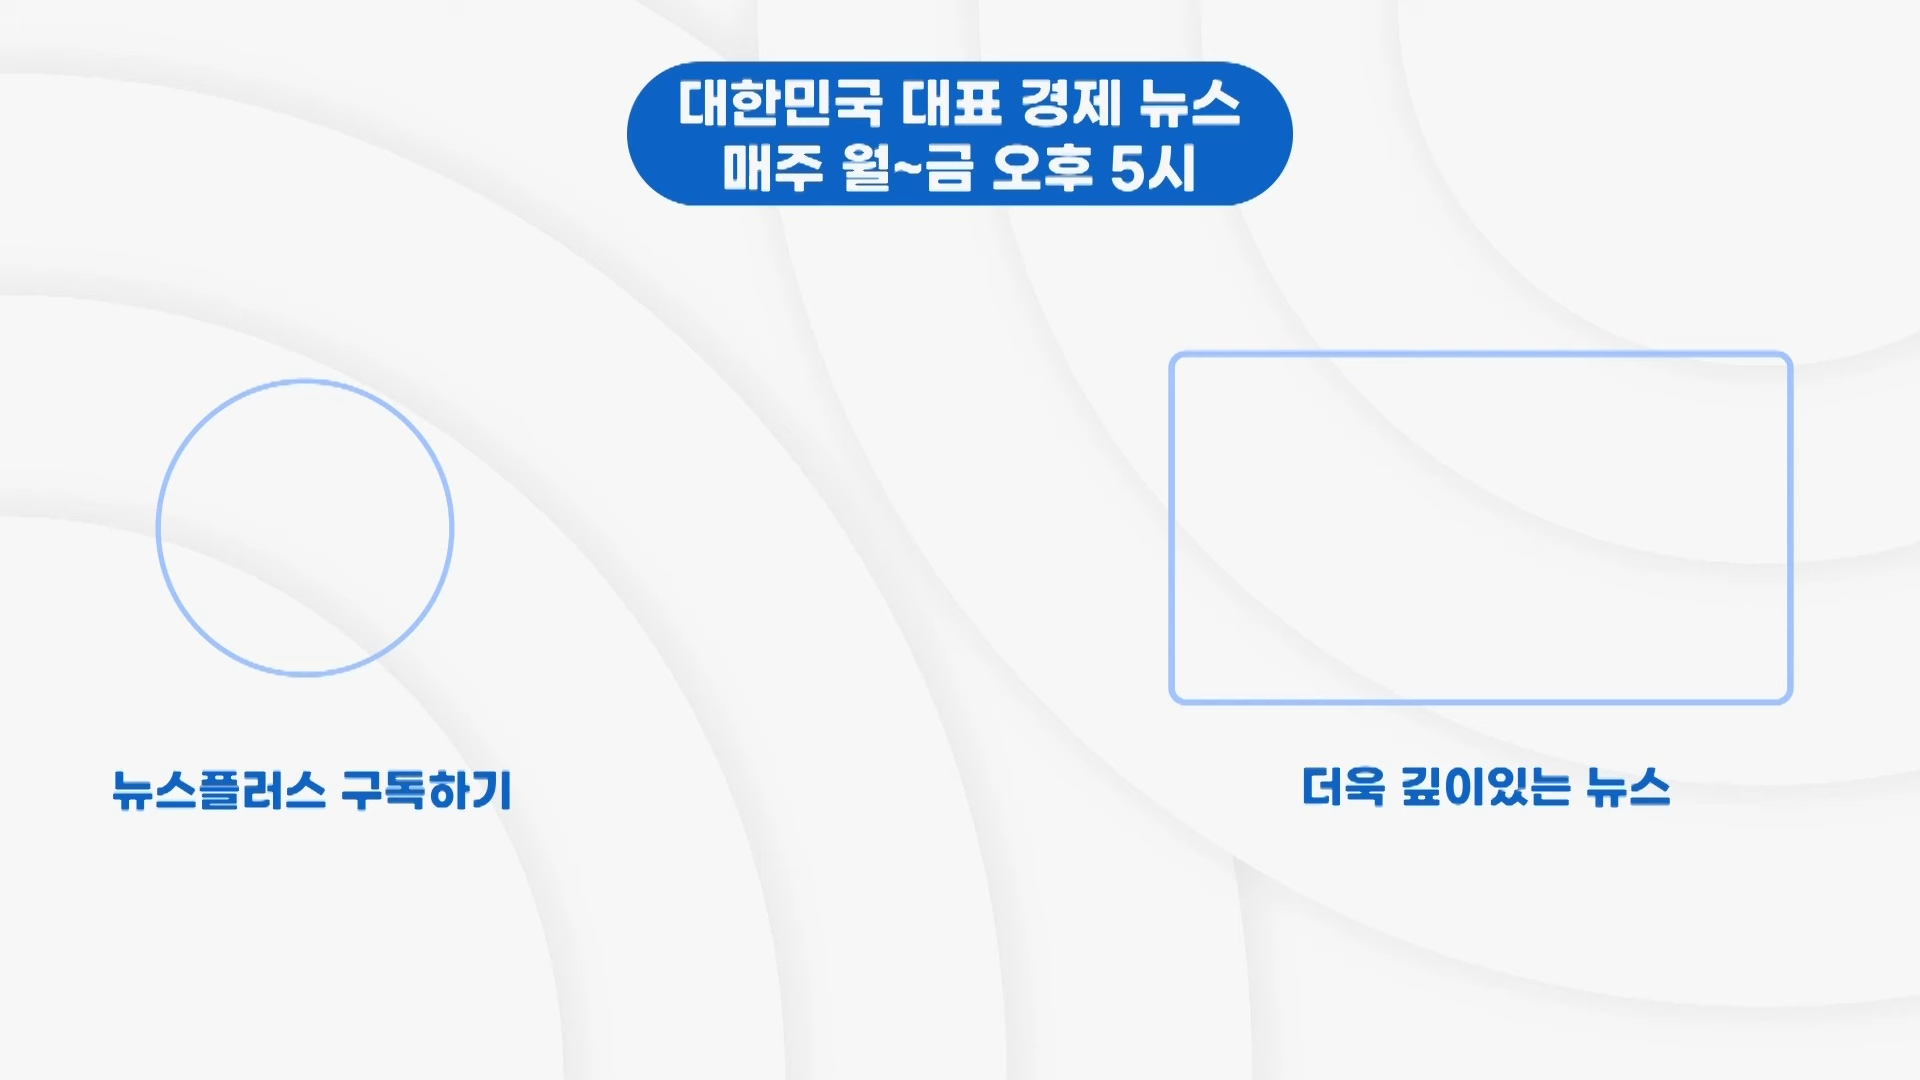 대한민국 대표 경제 뉴스
매주 월~금 오후 5시
뉴스플러스 구독하기
더욱 깊이있는 뉴스